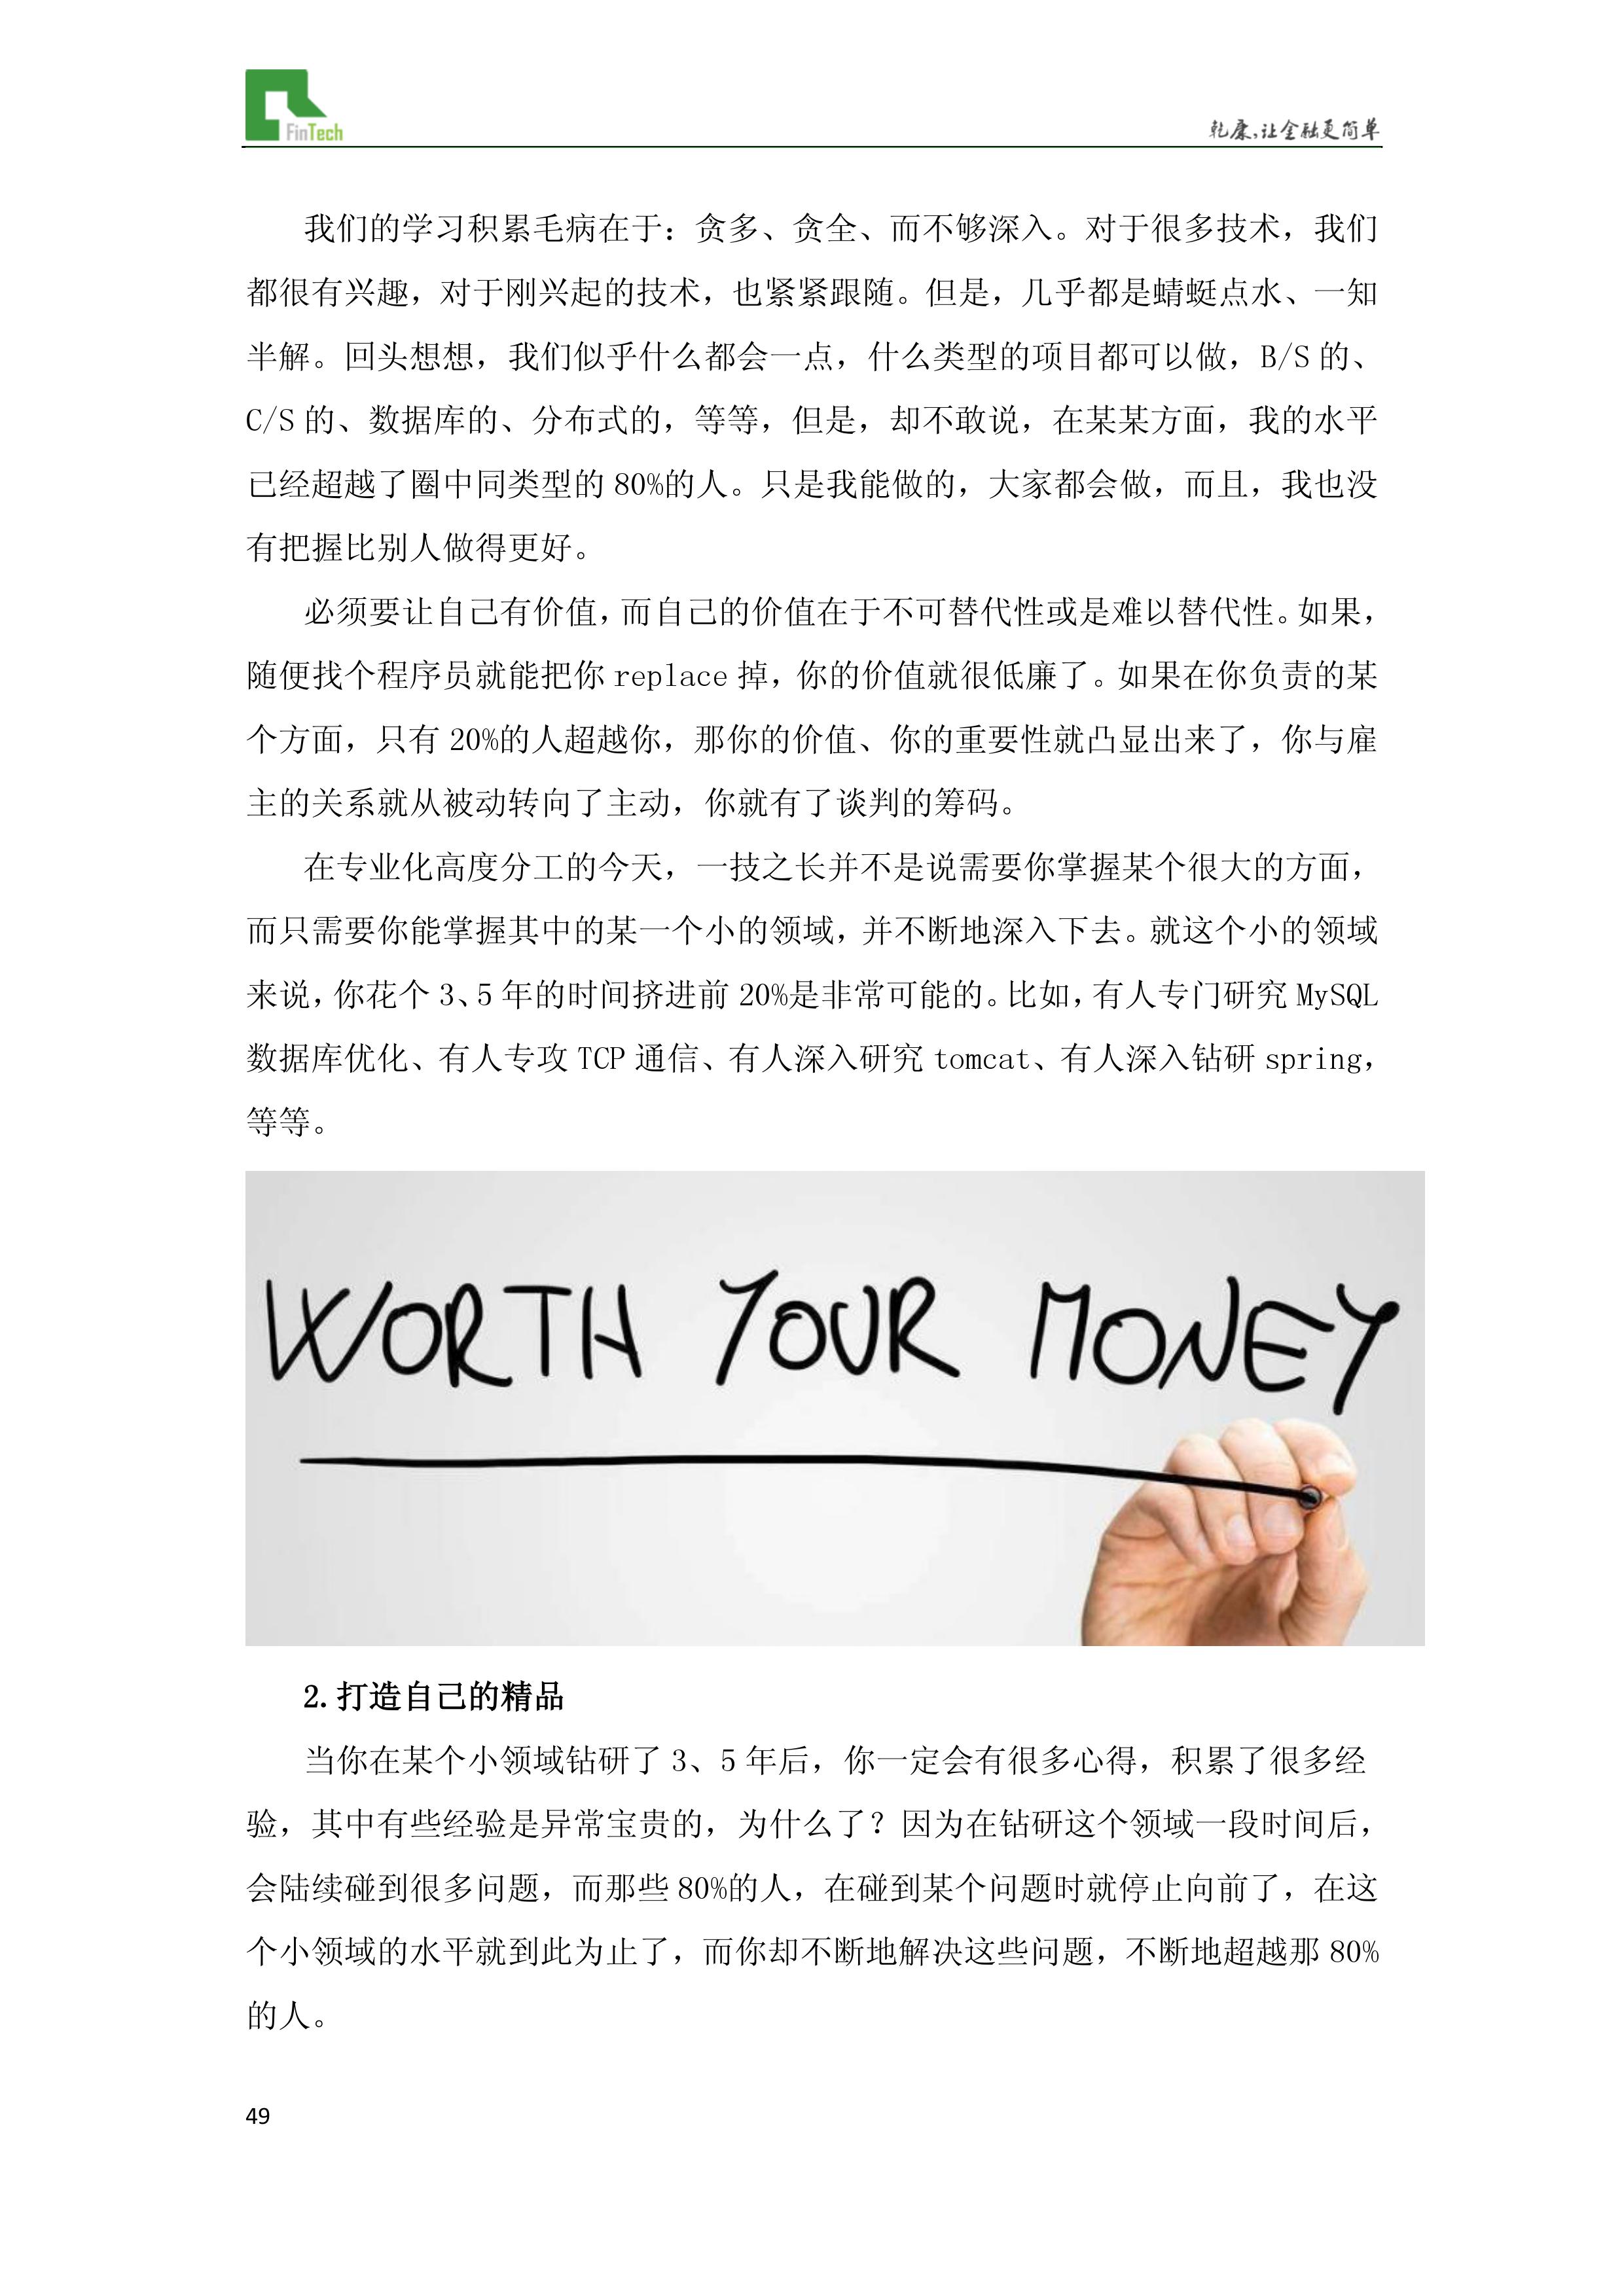 FinTech
乾康,让金融更简单
我们的学习积累毛病在于：贪多、贪全、而不够深入。对于很多技术，我们
都很有兴趣，对于刚兴起的技术，也紧紧跟随。但是，几乎都是蜻蜓点水、一知
半解。回头想想，我们似乎什么都会一点，什么类型的项目都可以做，B/S 的、
C/S 的、数据库的、分布式的，等等，但是，却不敢说，在某某方面，我的水平
已经超越了圈中同类型的 80%的人。只是我能做的，大家都会做，而且，我也没
有把握比别人做得更好。
必须要让自己有价值，而自己的价值在于不可替代性或是难以替代性。如果，
随便找个程序员就能把你 replace 掉，你的价值就很低廉了。如果在你负责的某
个方面，只有 20%的人超越你，那你的价值、你的重要性就凸显出来了，你与雇
主的关系就从被动转向了主动，你就有了谈判的筹码。
在专业化高度分工的今天，一技之长并不是说需要你掌握某个很大的方面，
而只需要你能掌握其中的某一个小的领域，并不断地深入下去。就这个小的领域
来说，你花个 3、5 年的时间挤进前 20%是非常可能的。比如，有人专门研究 MySQL
数据库优化、有人专攻 TCP 通信、有人深入研究 tomcat、有人深入钻研 spring，
等等。
WORTH YOUR MONEY
2.打造自己的精品
当你在某个小领域钻研了 3、5 年后，你一定会有很多心得，积累了很多经
验，其中有些经验是异常宝贵的，为什么了？因为在钻研这个领域一段时间后，
会陆续碰到很多问题，而那些 80%的人，在碰到某个问题时就停止向前了，在这
个小领域的水平就到此为止了，而你却不断地解决这些问题，不断地超越那 80%
的人。
49